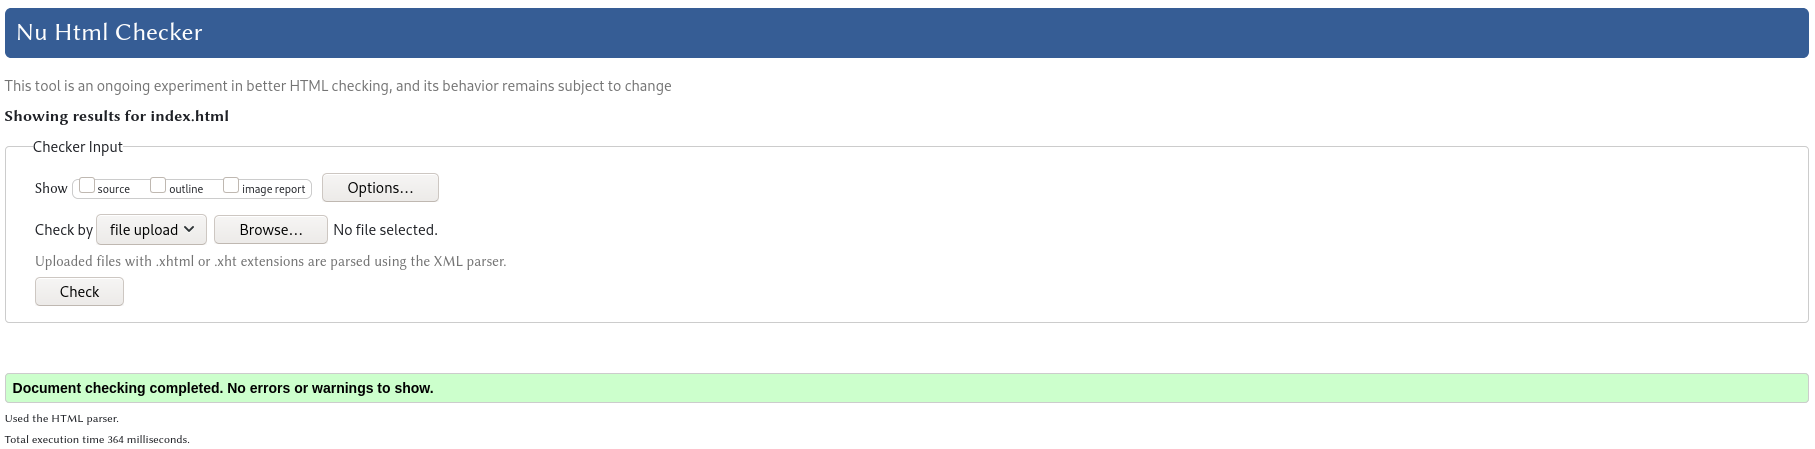 Nu Html Checker
This tool is an ongoing experiment in better HTML checking, and its behavior remains subject to change
Showing results for index.html
Checker Input
Show source outline image report Options...
Check by file upload Browse... No file selected.
Uploaded files with .xhtml or .xht extensions are parsed using the XML parser.
Check
Document checking completed. No errors or warnings to show.
Used the HTML parser.
Total execution time 364 milliseconds.